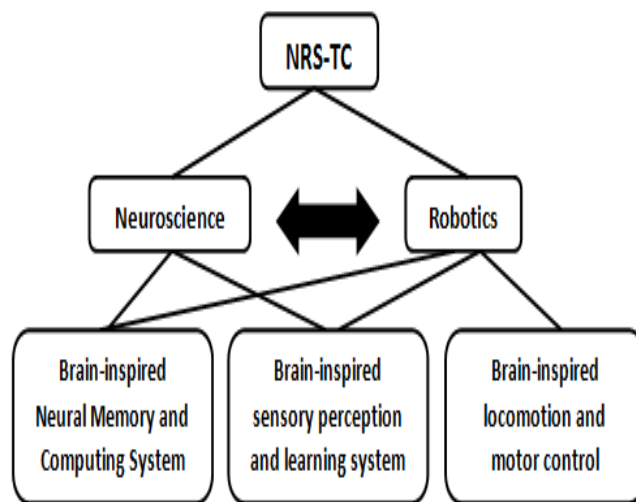 NRS-TC
Neuroscience
Robotics
Brain-inspired
Neural Memory and
Computing System
Brain-inspired
sensory perception
and learning system
Brain-inspired
locomotion and
motor control